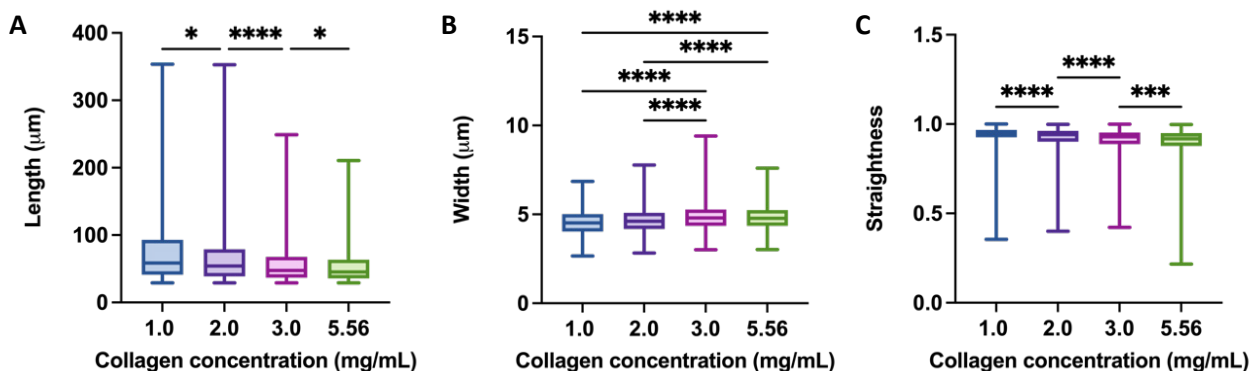 A
Length (μm)
400
300
200
100
0
* **** *
1.0 2.0 3.0 5.56
Collagen concentration (mg/mL)
B
Width (μm)
15
10
5
0
****
****
****
****
1.0 2.0 3.0 5.56
Collagen concentration (mg/mL)
C
Straightness
1.5
1.0
0.5
0.0
****
**** ***
1.0 2.0 3.0 5.56
Collagen concentration (mg/mL)